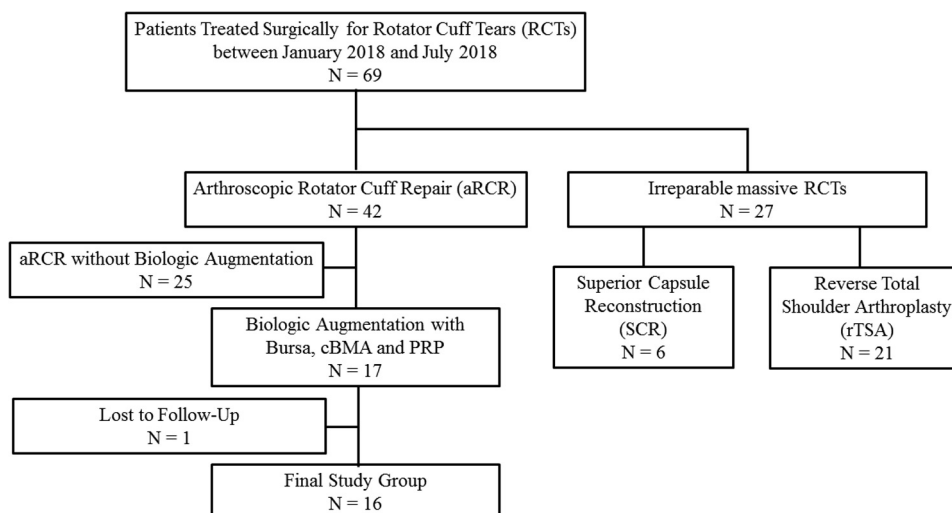 Patients Treated Surgically for Rotator Cuff Tears (RCTs)
between January 2018 and July 2018
N = 69
Arthroscopic Rotator Cuff Repair (aRCR)
N = 42
Irreparable massive RCTs
N = 27
aRCR without Biologic Augmentation
N = 25
Superior Capsule
Reconstruction
(SCR)
N = 6
Reverse Total
Shoulder Arthroplasty
(rTSA)
N = 21
Biologic Augmentation with
Bursa, cBMA and PRP
N = 17
Lost to Follow-Up
N = 1
Final Study Group
N = 16